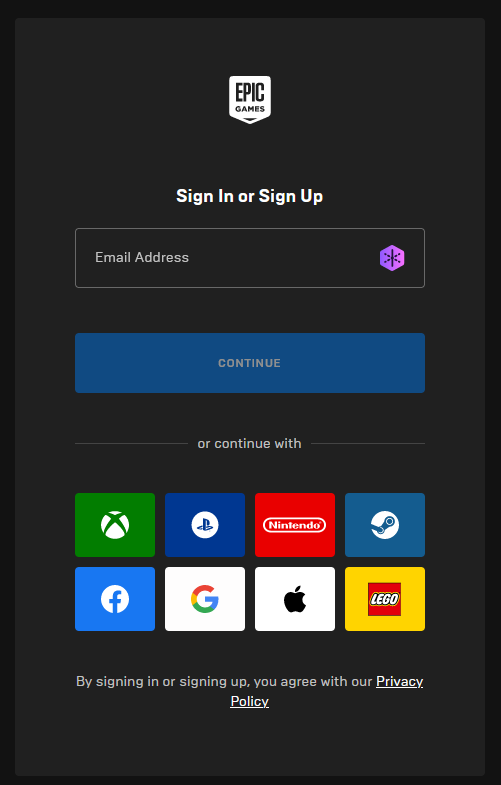 EPIC
GAMES
Sign In or Sign Up
Email Address
CONTINUE
or continue with
Nintendo
LEGO
By signing in or signing up, you agree with our Privacy
Policy